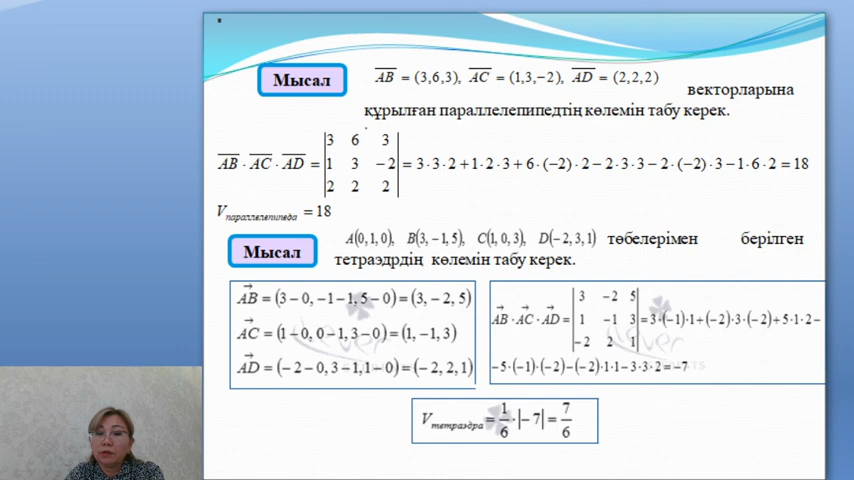 Мысал
AB = (3,6,3), AC = (1,3,−2), AD = (2,2,2) векторларына
құрылған параллелепипедтің көлемін табу керек.
AB · AC · AD = |3 6 3; 1 3 −2; 2 2 2| = 3·3·2+1·2·3+6·(−2)·2−2·3·3−2·(−2)·3−1·6·2=18
Vпараллелепипеда = 18
Мысал
A(0,1,0), B(3,−1,5), C(1,0,3), D(−2,3,1) төбелерімен берілген
тетраэдрдің көлемін табу керек.
AB = (3−0, −1−1, 5−0) = (3, −2, 5)
AC = (1−0, 0−1, 3−0) = (1, −1, 3)
AD = (−2−0, 3−1, 1−0) = (−2, 2, 1)
AB · AC · AD = |3 −2 5; 1 −1 3; −2 2 1| = 3·(−1)·1+(−2)·3·(−2)+5·1·2−
−5·(−1)·(−2)−(−2)·1·1−3·3·2=−7
Vтетраэдра = 1/6 · |−7| = 7/6